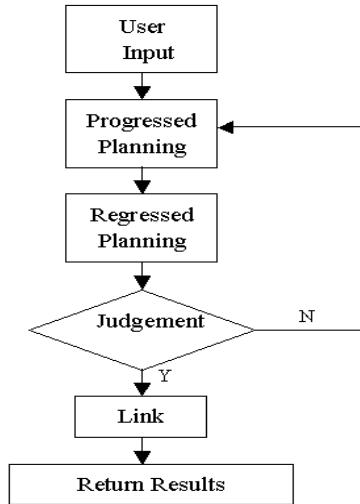 User
Input
Progressed
Planning
Regressed
Planning
Judgement
N
Y
Link
Return Results